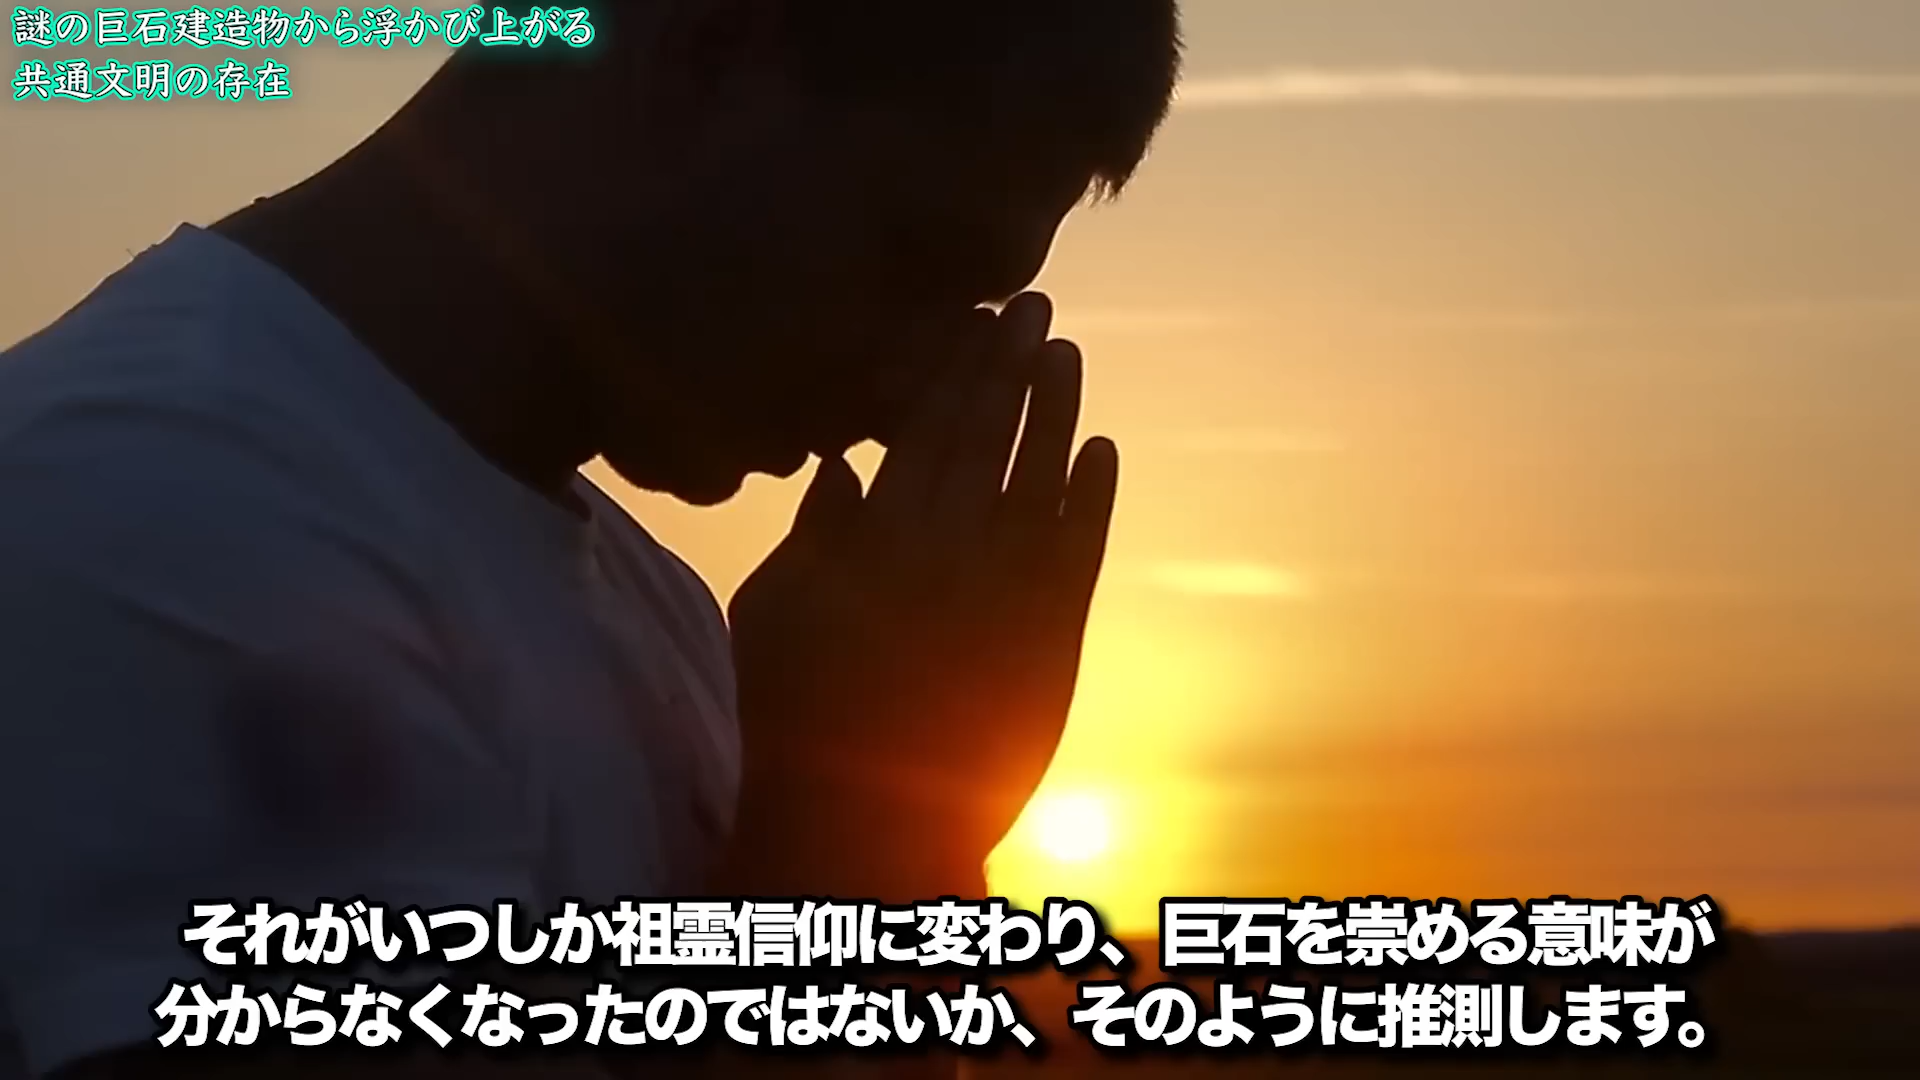 謎の巨石建造物から浮かび上がる
共通文明の存在
それがいつしか祖霊信仰に変わり、巨石を崇める意味が
分からなくなったのではないか、そのように推測します。